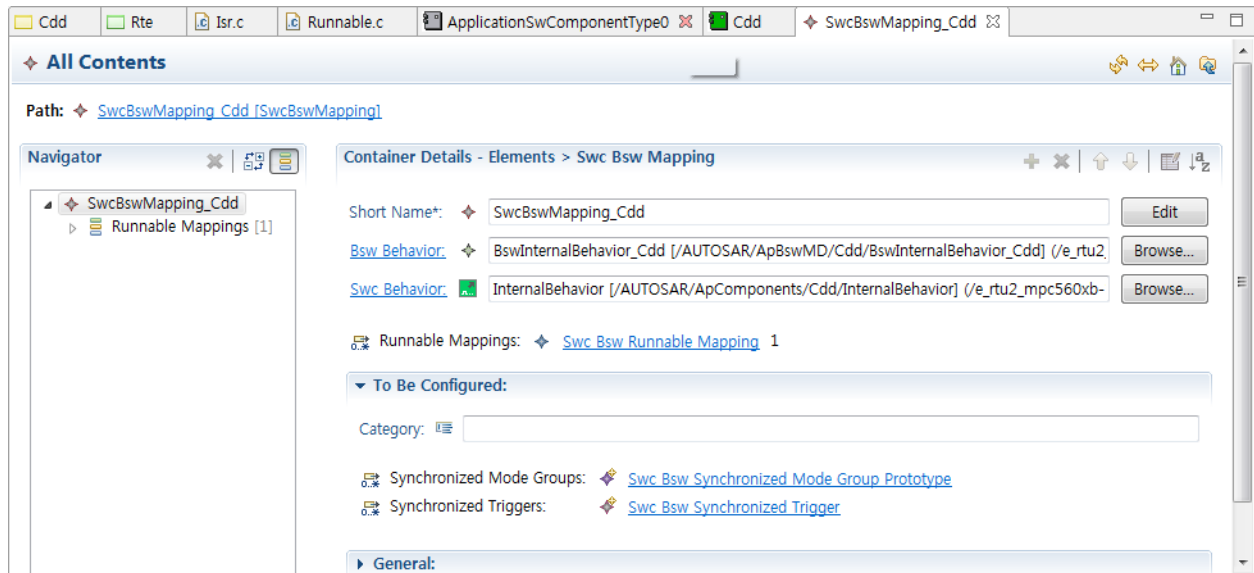 Cdd Rte Isr.c Runnable.c ApplicationSwComponentType0 Cdd SwcBswMapping_Cdd
All Contents
Path: SwcBswMapping_Cdd [SwcBswMapping]
Navigator
SwcBswMapping_Cdd
Runnable Mappings [1]
Container Details - Elements > Swc Bsw Mapping
Short Name*: SwcBswMapping_Cdd Edit
Bsw Behavior: BswInternalBehavior_Cdd [/AUTOSAR/ApBswMD/Cdd/BswInternalBehavior_Cdd] (/e_rtu2_ Browse...
Swc Behavior: InternalBehavior [/AUTOSAR/ApComponents/Cdd/InternalBehavior] (/e_rtu2_mpc560xb- Browse...
Runnable Mappings: Swc Bsw Runnable Mapping 1
To Be Configured:
Category:
Synchronized Mode Groups: Swc Bsw Synchronized Mode Group Prototype
Synchronized Triggers: Swc Bsw Synchronized Trigger
General: